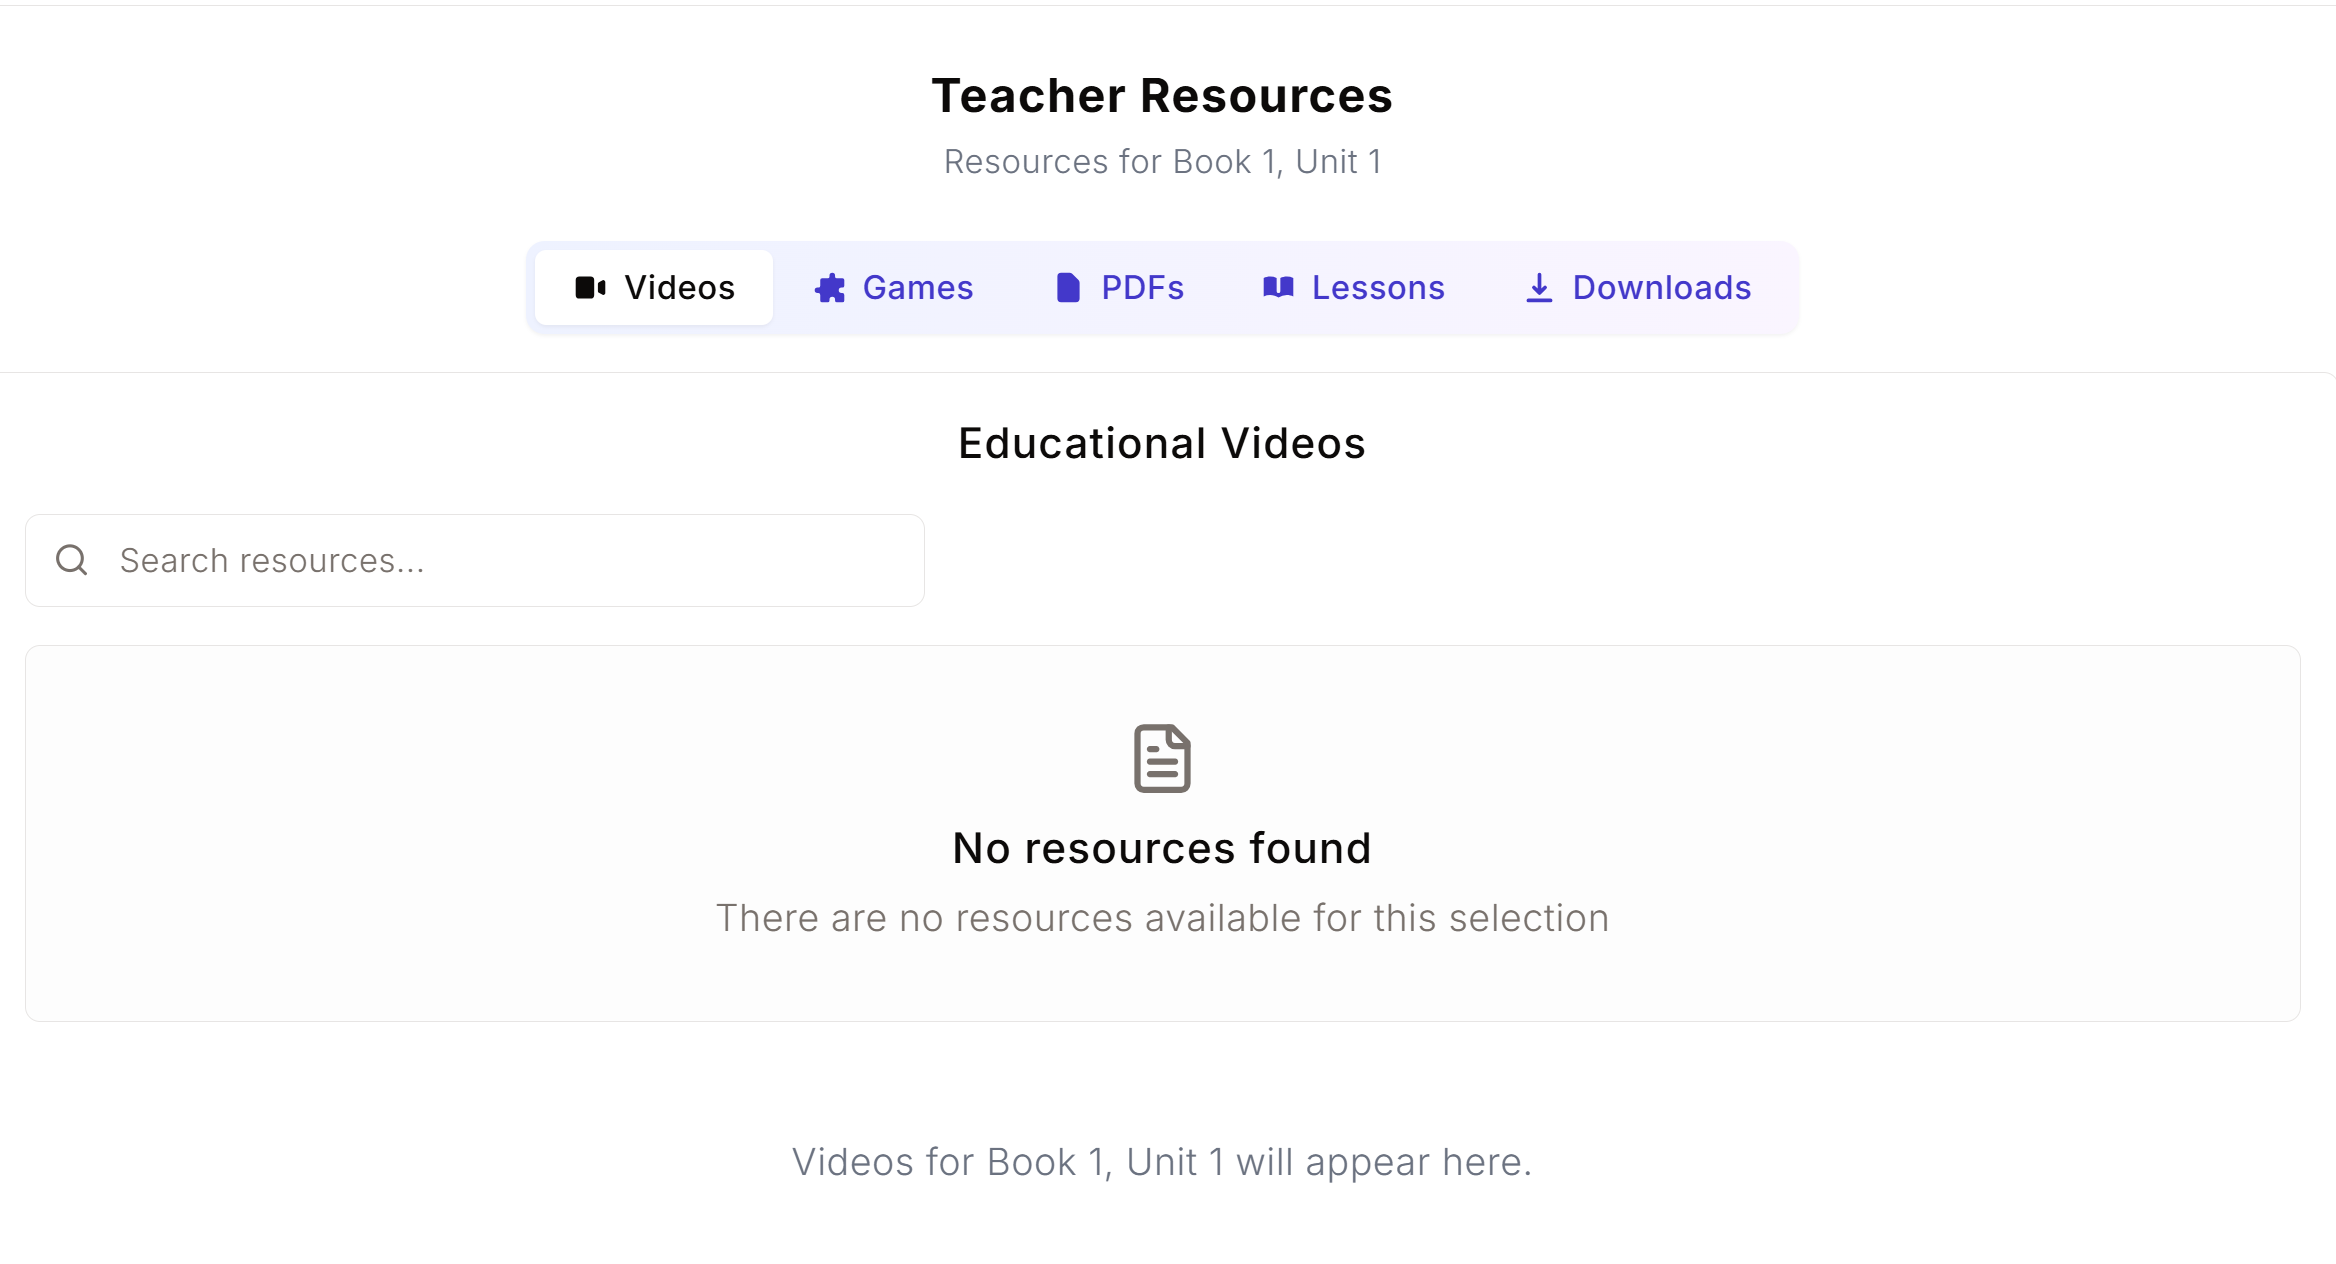 Teacher Resources
Resources for Book 1, Unit 1
Videos Games PDFs Lessons Downloads
Educational Videos
Search resources...
No resources found
There are no resources available for this selection
Videos for Book 1, Unit 1 will appear here.